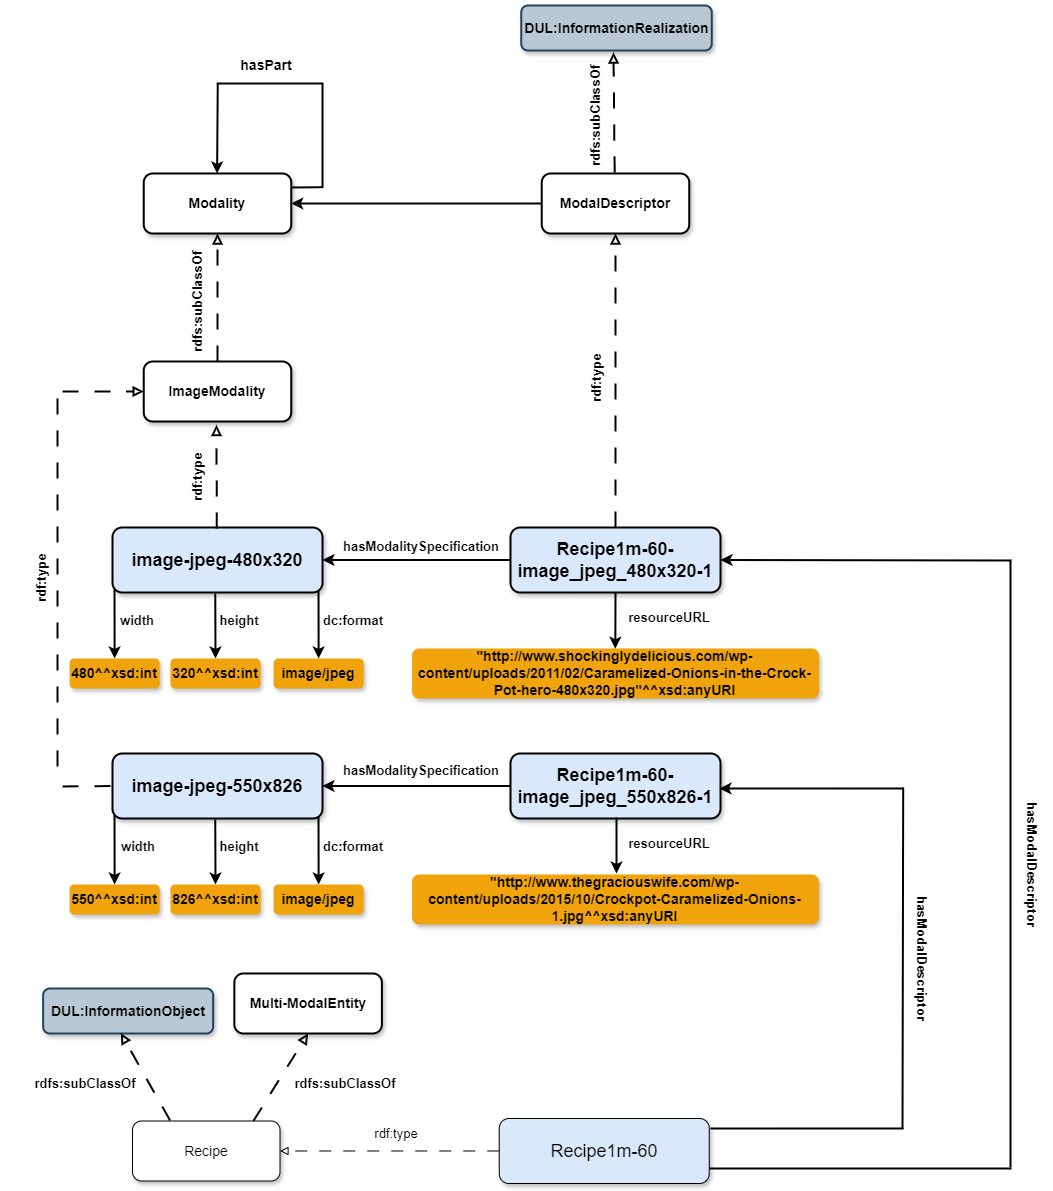 DUL:InformationRealization
hasPart
rdfs:subClassOf
Modality
ModalDescriptor
rdfs:subClassOf
rdf:type
ImageModality
rdf:type
rdf:type
image-jpeg-480x320
hasModalitySpecification
Recipe1m-60-
image_jpeg_480x320-1
width
height
dc:format
resourceURL
480^^xsd:int
320^^xsd:int
image/jpeg
"http://www.shockinglydelicious.com/wp-
content/uploads/2011/02/Caramelized-Onions-in-the-Crock-
Pot-hero-480x320.jpg"^^xsd:anyURI
image-jpeg-550x826
hasModalitySpecification
Recipe1m-60-
image_jpeg_550x826-1
width
height
dc:format
resourceURL
550^^xsd:int
826^^xsd:int
image/jpeg
"http://www.thegraciouswife.com/wp-
content/uploads/2015/10/Crockpot-Caramelized-Onions-
1.jpg^^xsd:anyURI
hasModalDescriptor
hasModalDescriptor
DUL:InformationObject
Multi-ModalEntity
rdfs:subClassOf
rdfs:subClassOf
Recipe
rdf:type
Recipe1m-60